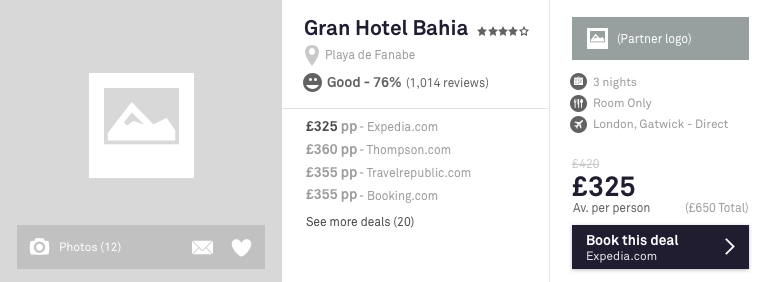 Gran Hotel Bahia
Playa de Fanabe
Good - 76% (1,014 reviews)
£325 pp - Expedia.com
£360 pp - Thompson.com
£355 pp - Travelrepublic.com
£355 pp - Booking.com
See more deals (20)
Photos (12)
(Partner logo)
3 nights
Room Only
London, Gatwick - Direct
£420
£325
Av. per person (£650 Total)
Book this deal
Expedia.com